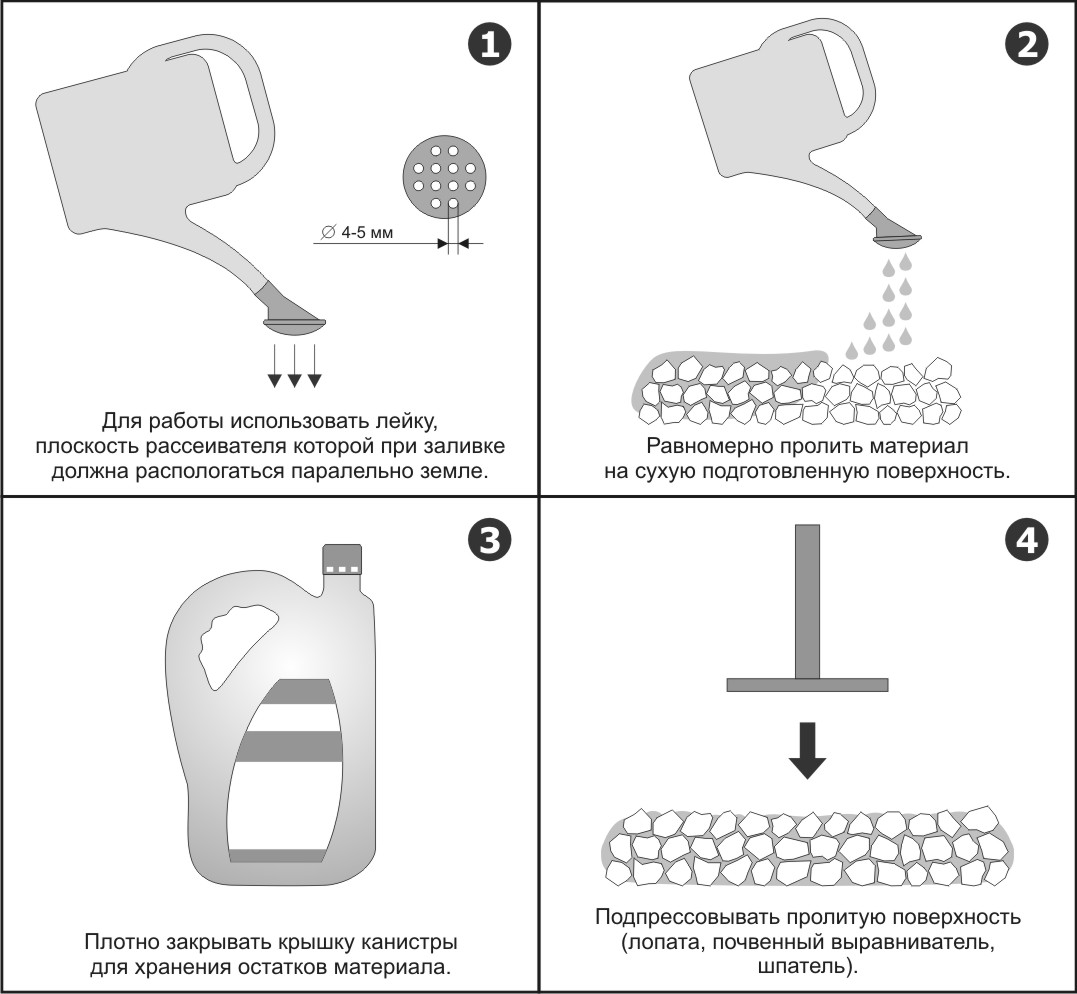 1
∅ 4-5 мм
Для работы использовать лейку,
плоскость рассеивателя которой при заливке
должна распологаться паралельно земле.
2
Равномерно пролить материал
на сухую подготовленную поверхность.
3
Плотно закрывать крышку канистры
для хранения остатков материала.
4
Подпрессовывать пролитую поверхность
(лопата, почвенный выравниватель,
шпатель).